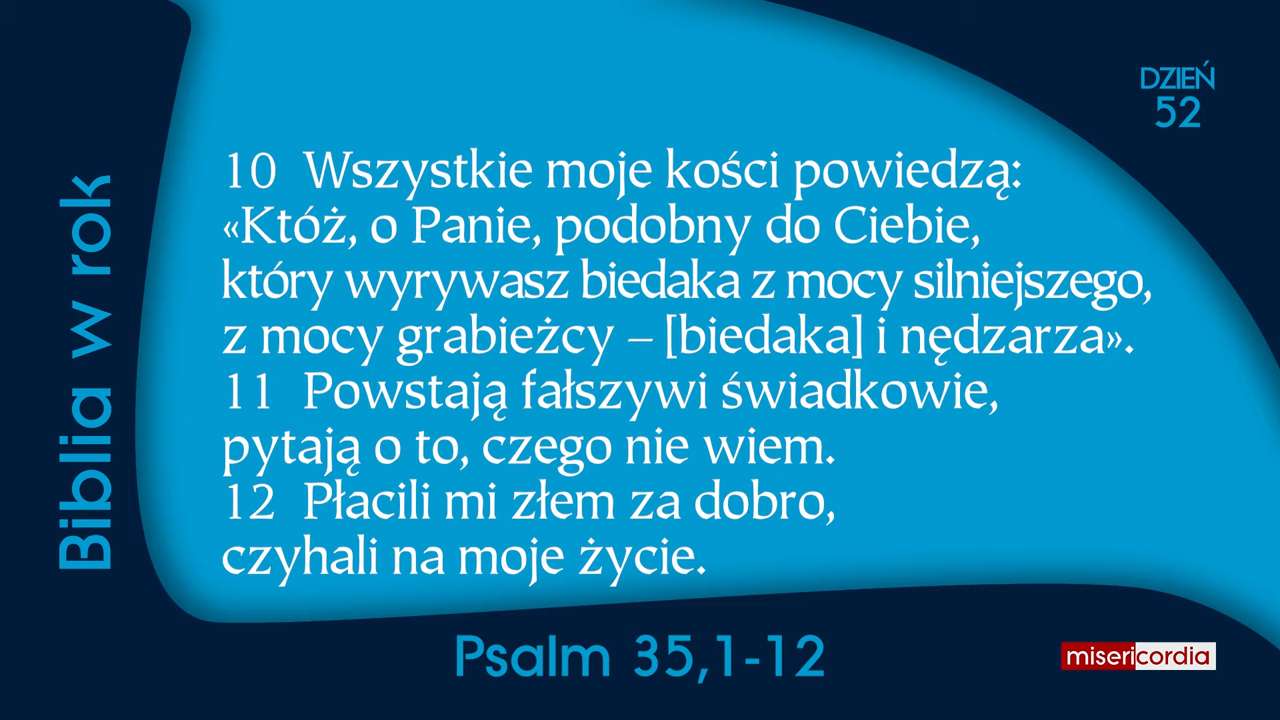 Biblia w rok
DZIEŃ
52
10 Wszystkie moje kości powiedzą:
«Któż, o Panie, podobny do Ciebie,
który wyrywasz biedaka z mocy silniejszego,
z mocy grabieżcy – [biedaka] i nędzarza».
11 Powstają fałszywi świadkowie,
pytają o to, czego nie wiem.
12 Płacili mi złem za dobro,
czyhali na moje życie.
Psalm 35,1-12
misericordia